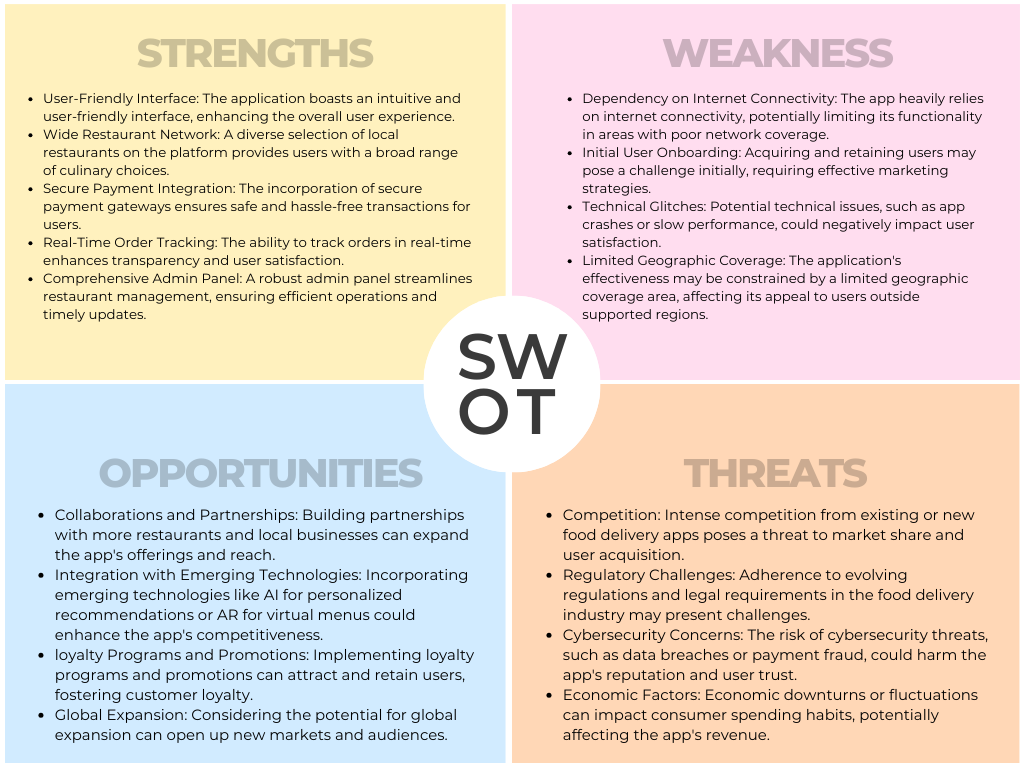 STRENGTHS
• User-Friendly Interface: The application boasts an intuitive and
user-friendly interface, enhancing the overall user experience.
• Wide Restaurant Network: A diverse selection of local
restaurants on the platform provides users with a broad range
of culinary choices.
• Secure Payment Integration: The incorporation of secure
payment gateways ensures safe and hassle-free transactions for
users.
• Real-Time Order Tracking: The ability to track orders in real-time
enhances transparency and user satisfaction.
• Comprehensive Admin Panel: A robust admin panel streamlines
restaurant management, ensuring efficient operations and
timely updates.
WEAKNESS
• Dependency on Internet Connectivity: The app heavily relies
on internet connectivity, potentially limiting its functionality
in areas with poor network coverage.
• Initial User Onboarding: Acquiring and retaining users may
pose a challenge initially, requiring effective marketing
strategies.
• Technical Glitches: Potential technical issues, such as app
crashes or slow performance, could negatively impact user
satisfaction.
• Limited Geographic Coverage: The application's
effectiveness may be constrained by a limited geographic
coverage area, affecting its appeal to users outside
supported regions.
SW
OT
OPPORTUNITIES
• Collaborations and Partnerships: Building partnerships
with more restaurants and local businesses can expand
the app's offerings and reach.
• Integration with Emerging Technologies: Incorporating
emerging technologies like AI for personalized
recommendations or AR for virtual menus could
enhance the app's competitiveness.
• loyalty Programs and Promotions: Implementing loyalty
programs and promotions can attract and retain users,
fostering customer loyalty.
• Global Expansion: Considering the potential for global
expansion can open up new markets and audiences.
THREATS
• Competition: Intense competition from existing or new
food delivery apps poses a threat to market share and
user acquisition.
• Regulatory Challenges: Adherence to evolving
regulations and legal requirements in the food delivery
industry may present challenges.
• Cybersecurity Concerns: The risk of cybersecurity threats,
such as data breaches or payment fraud, could harm the
app's reputation and user trust.
• Economic Factors: Economic downturns or fluctuations
can impact consumer spending habits, potentially
affecting the app's revenue.